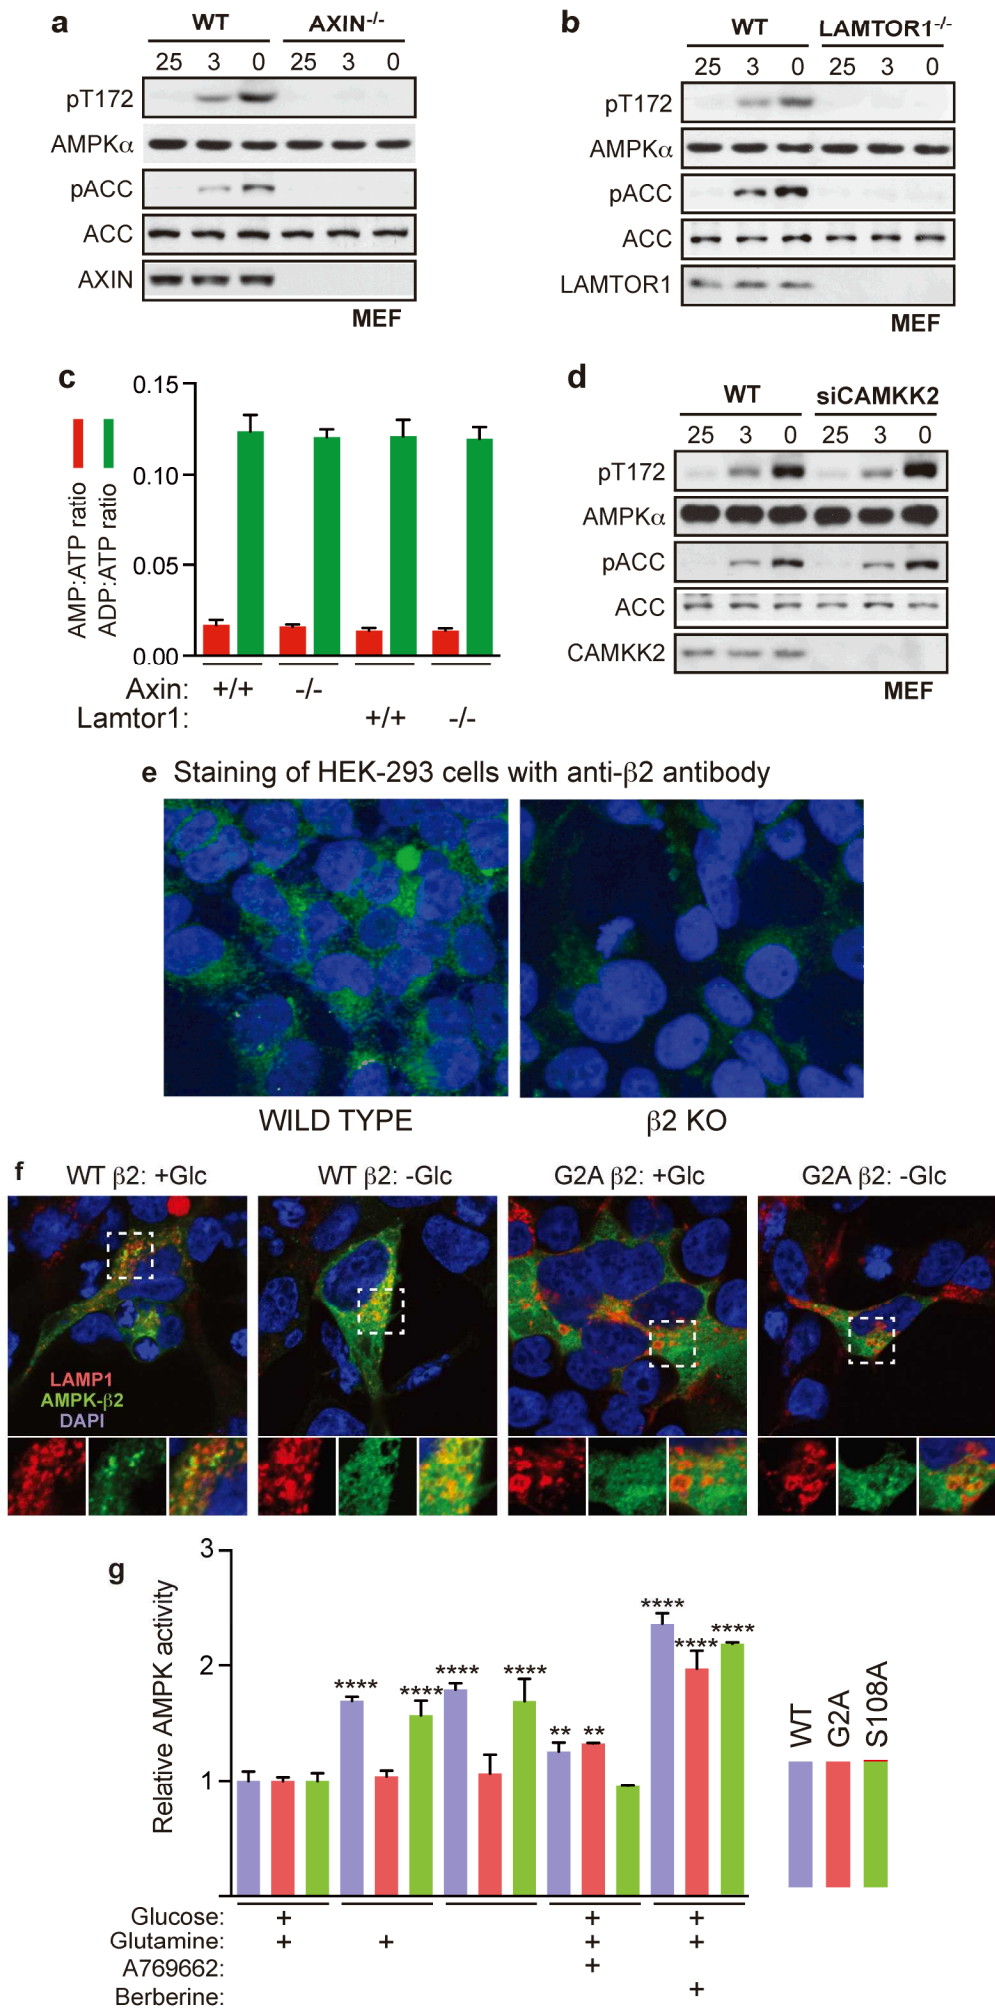 a
WT AXIN-/-
25 3 0 25 3 0
pT172
AMPKα
pACC
ACC
AXIN
MEF
b
WT LAMTOR1-/-
25 3 0 25 3 0
pT172
AMPKα
pACC
ACC
LAMTOR1
MEF
c
AMP:ATP ratio
ADP:ATP ratio
0.15
0.10
0.05
0.00
Axin: +/+ -/-
Lamtor1: +/+ -/-
d
WT siCAMKK2
25 3 0 25 3 0
pT172
AMPKα
pACC
ACC
CAMKK2
MEF
e Staining of HEK-293 cells with anti-β2 antibody
WILD TYPE β2 KO
f WT β2: +Glc WT β2: -Glc G2A β2: +Glc G2A β2: -Glc
LAMP1
AMPK-β2
DAPI
g
Relative AMPK activity
3
2
1
**** **** **** **** ** ** **** **** ****
WT
G2A
S108A
Glucose: + + +
Glutamine: + + + +
A769662: +
Berberine: +